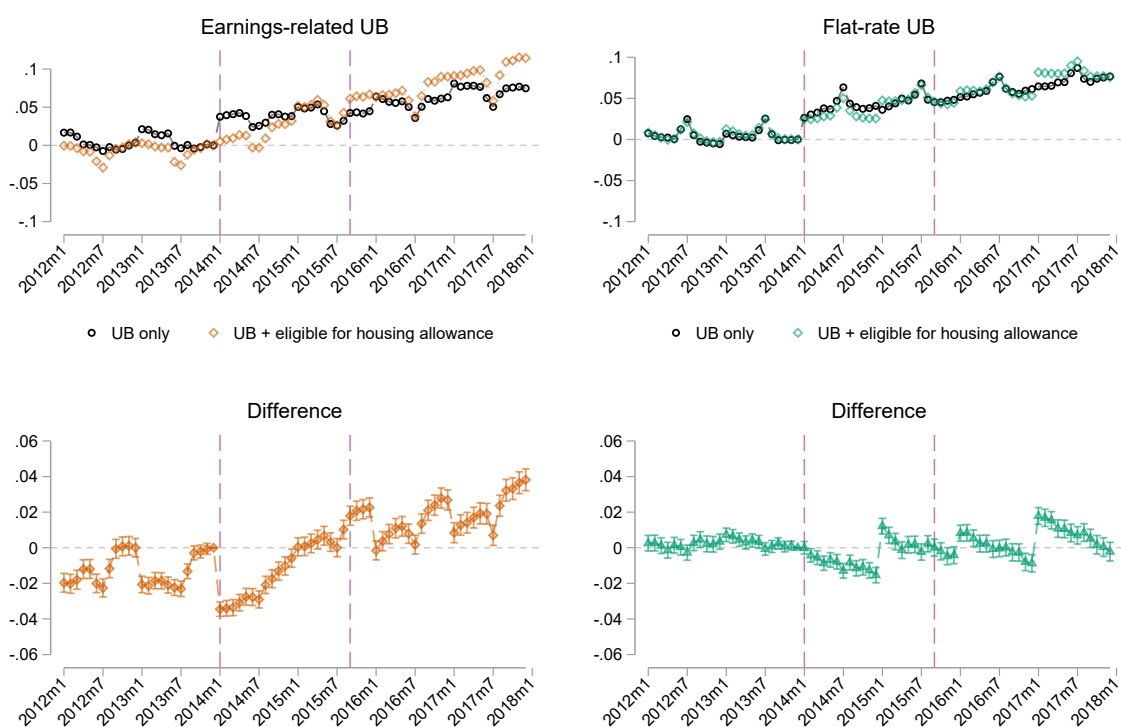 Earnings-related UB
.1
.05
0
-.05
-.1
2012m1
2012m7
2013m1
2013m7
2014m1
2014m7
2015m1
2015m7
2016m1
2016m7
2017m1
2017m7
2018m1
UB only
UB + eligible for housing allowance
Flat-rate UB
.1
.05
0
-.05
-.1
2012m1
2012m7
2013m1
2013m7
2014m1
2014m7
2015m1
2015m7
2016m1
2016m7
2017m1
2017m7
2018m1
UB only
UB + eligible for housing allowance
Difference
.06
.04
.02
0
-.02
-.04
-.06
2012m1
2012m7
2013m1
2013m7
2014m1
2014m7
2015m1
2015m7
2016m1
2016m7
2017m1
2017m7
2018m1
Difference
.06
.04
.02
0
-.02
-.04
-.06
2012m1
2012m7
2013m1
2013m7
2014m1
2014m7
2015m1
2015m7
2016m1
2016m7
2017m1
2017m7
2018m1